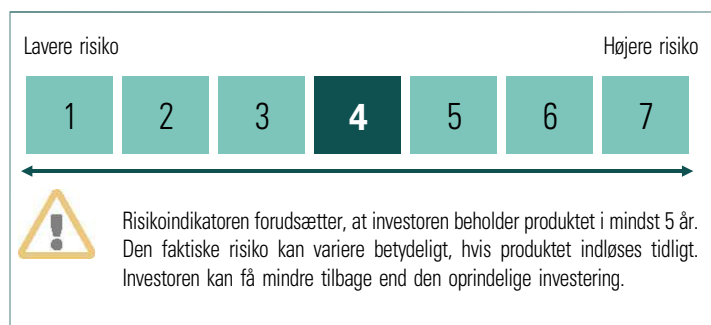 Lavere risiko Højere risiko
1 2 3 4 5 6 7
Risikoindikatoren forudsætter, at investoren beholder produktet i mindst 5 år.
Den faktiske risiko kan variere betydeligt, hvis produktet indløses tidligt.
Investoren kan få mindre tilbage end den oprindelige investering.